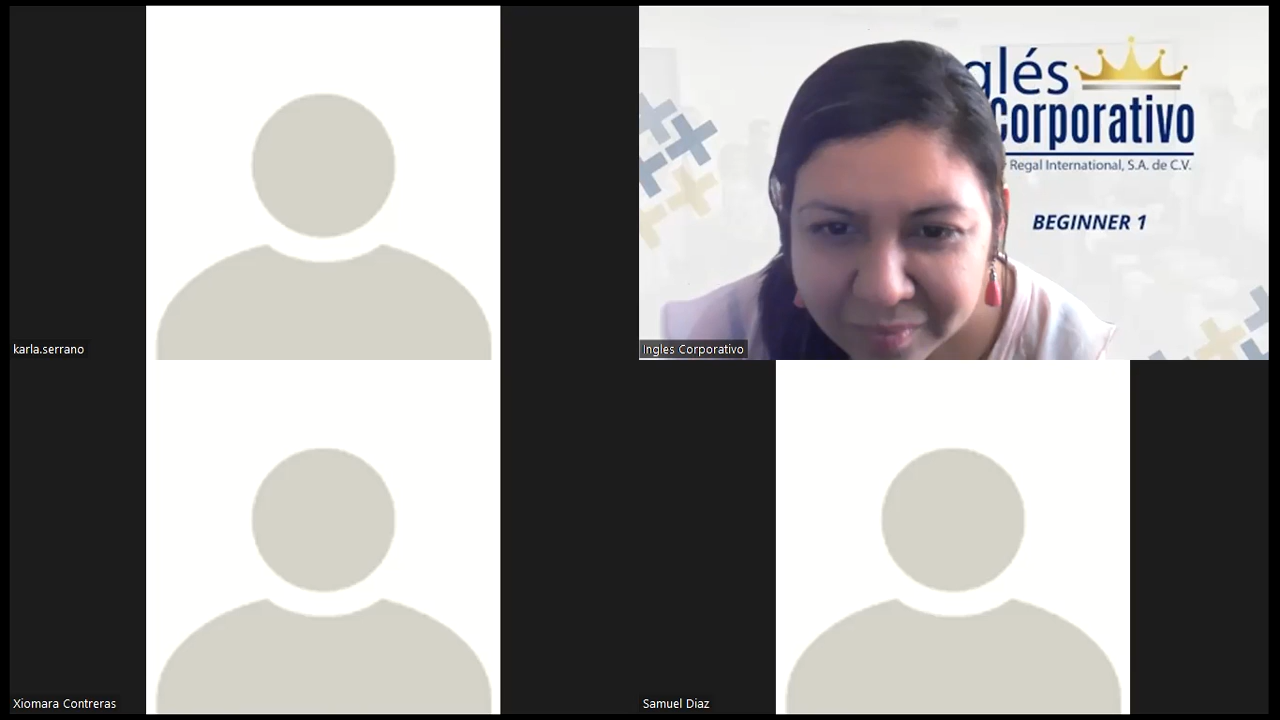 glés
Corporativo
Regal International, S.A. de C.V.
BEGINNER 1
karla.serrano
Ingles Corporativo
Xiomara Contreras
Samuel Diaz